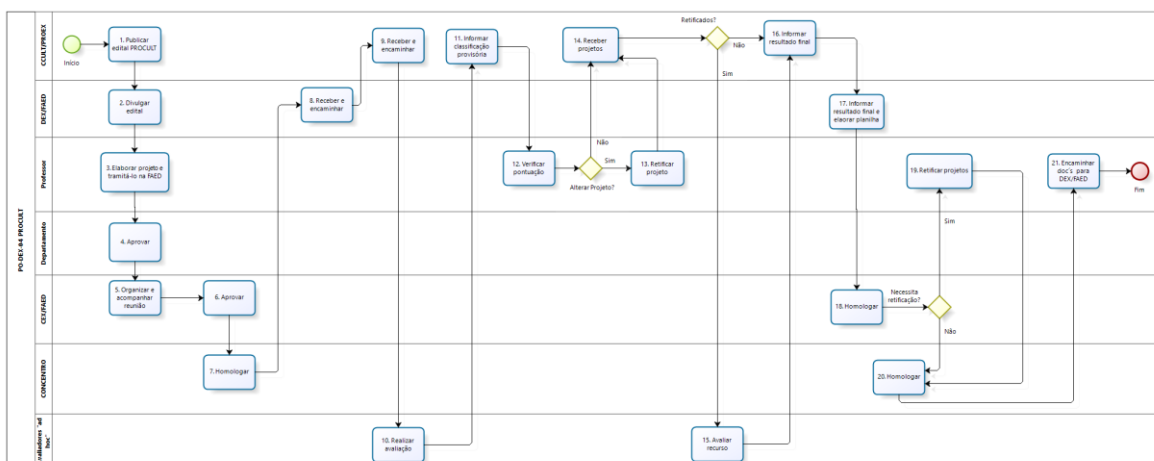 PO-DEX-04 PROCULT
CCULT/PROEX
Início
1. Publicar
edital PROCULT
9. Receber e
encaminhar
11. Informar
classificação
provisória
14. Receber
projetos
Retificados?
Não
Sim
16. Informar
resultado final
DEX/FAED
2. Divulgar
edital
8. Receber e
encaminhar
17. Informar
resultado final e
elaorar planilha
Professor
3. Elaborar projeto e
tramitá-lo na FAED
12. Verificar
pontuação
Não
Sim
Alterar Projeto?
13. Retificar
projeto
19. Retificar projetos
21. Encaminhar
doc´s para
DEX/FAED
Fim
Departamento
4. Aprovar
Sim
CEX/FAED
5. Organizar e
acompanhar
reunião
6. Aprovar
18. Homologar
Necessita
retificação?
Não
CONCENTRO
7. Homologar
20. Homologar
"ad
hoc"
10. Realizar
avaliação
15. Avaliar
recurso